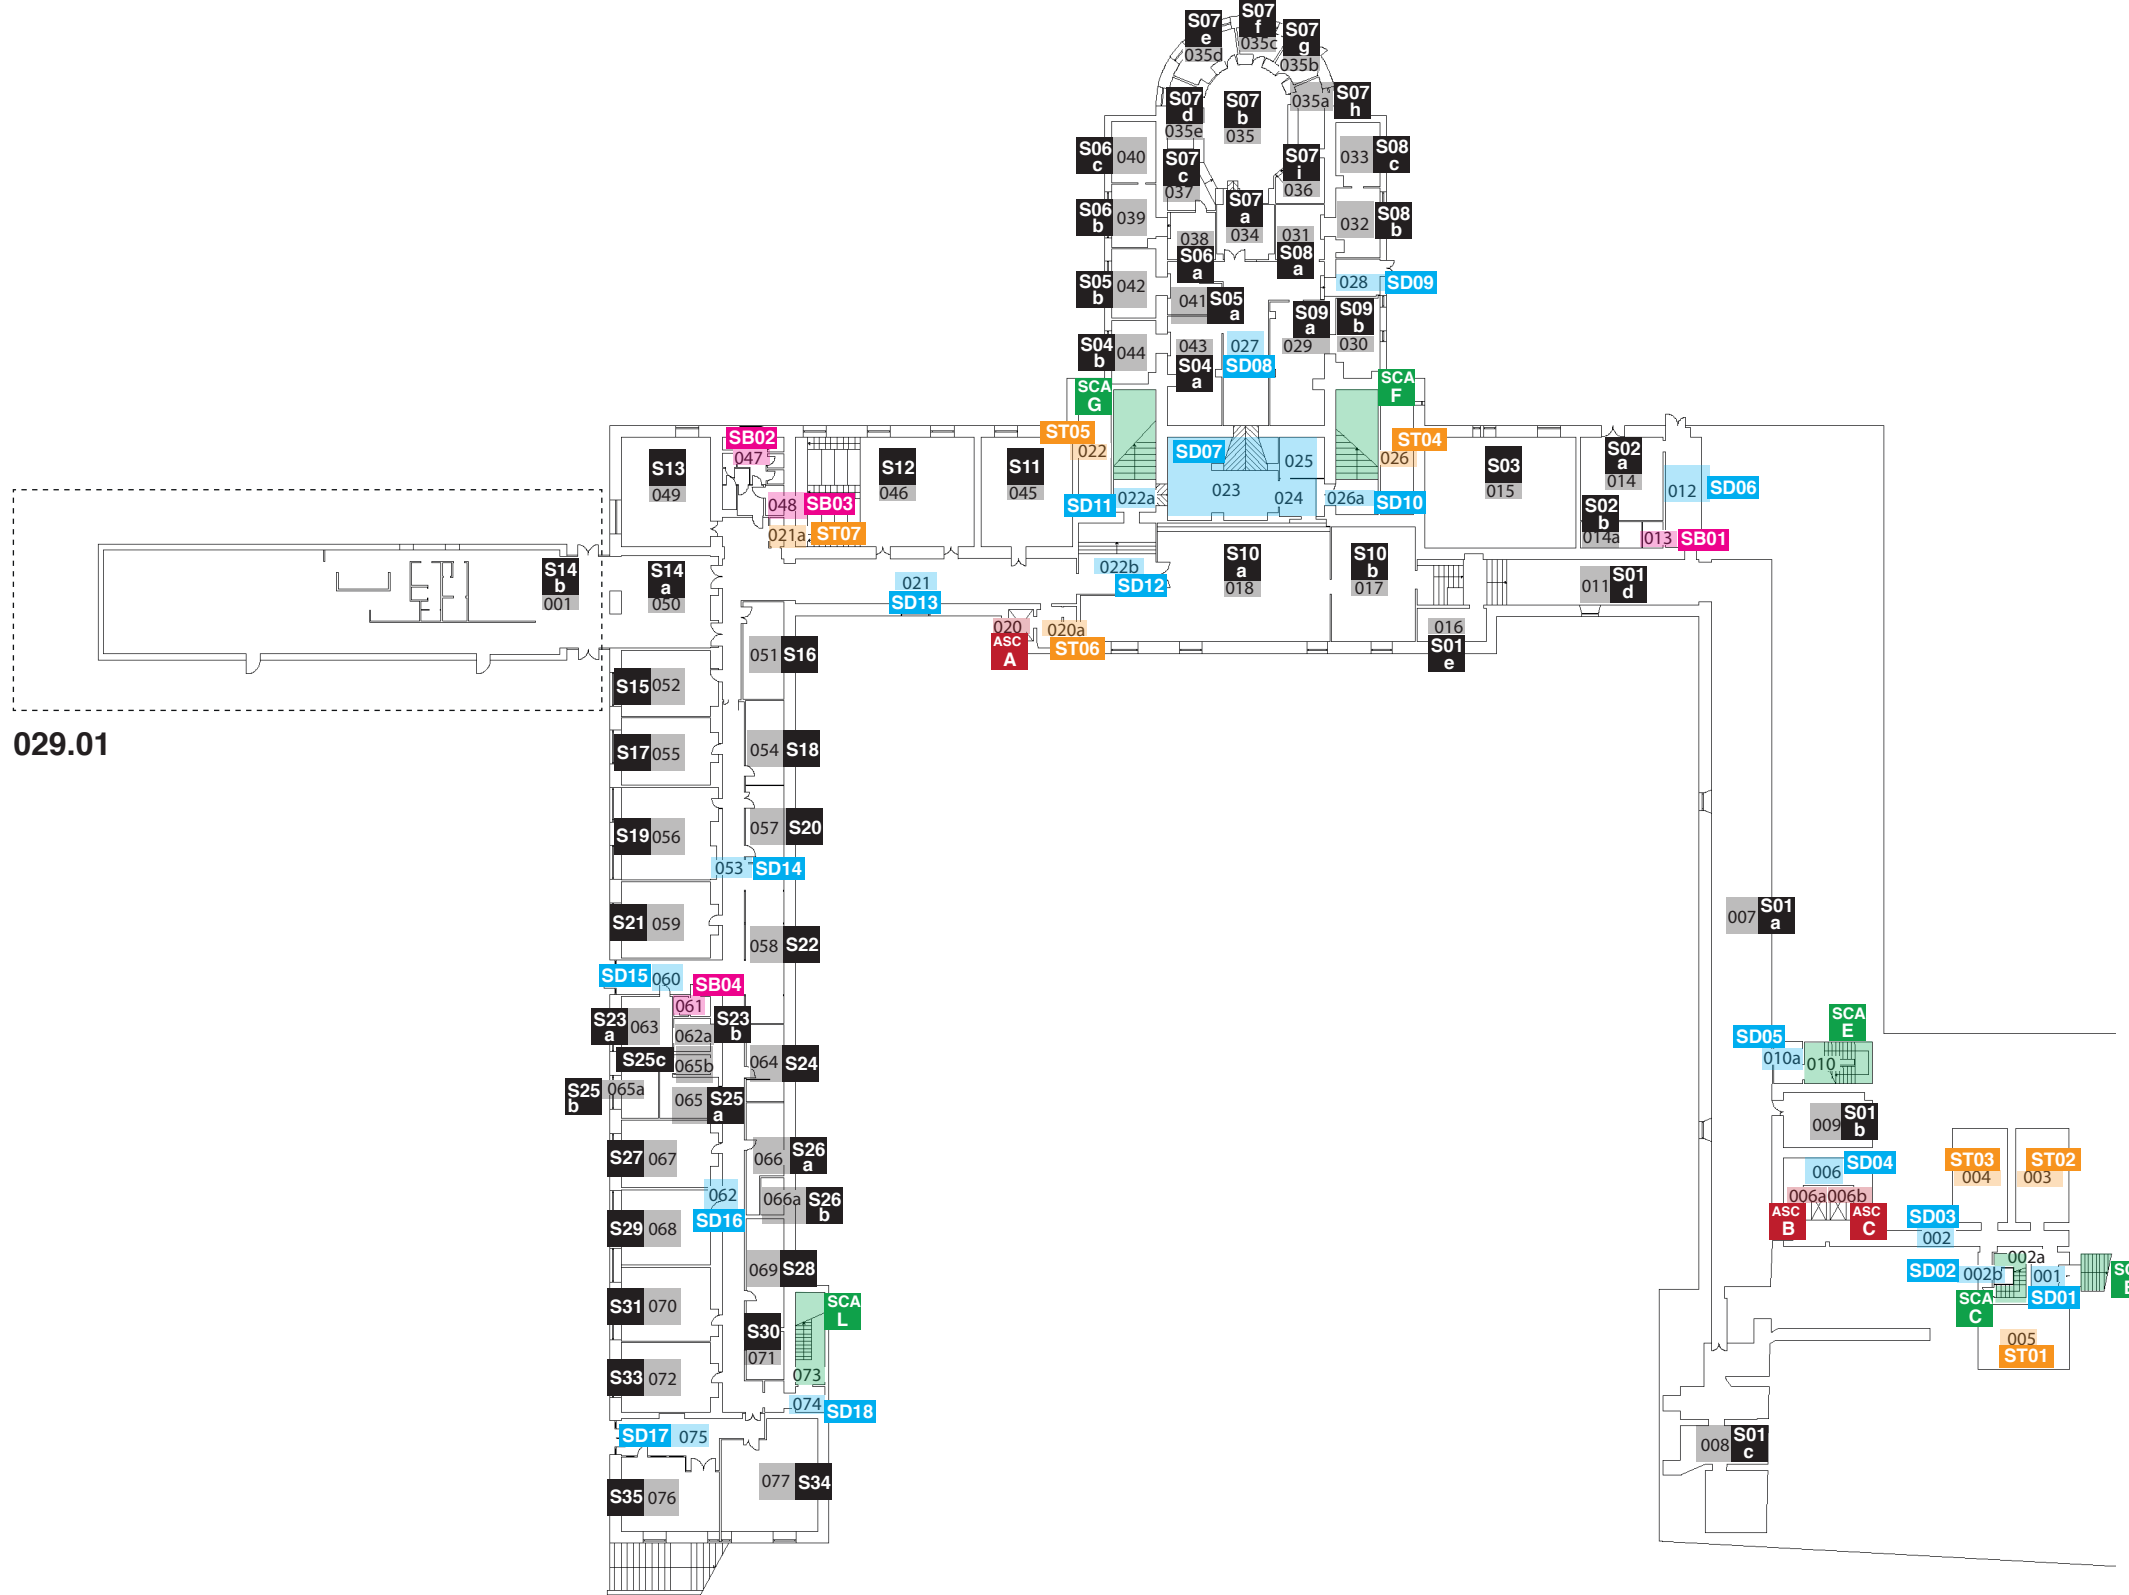 S07
e
035d
S07
f
035c
S07
g
035b
S07
d
035e
S07
b
035
035a
S07
h
S06
c
040
S07
c
037
S07
i
036
033
S08
c
S06
b
039
S07
a
034
038
S06
a
031
S08
a
032
S08
b
S05
b
042
041
S05
a
028
SD09
S09
a
029
S09
b
030
S04
b
044
043
S04
a
027
SD08
SCA
G
SCA
F
ST05
022
ST04
026
SD07
025
023
024
SD11
022a
026a
SD10
S13
049
SB02
047
048
SB03
021a
ST07
S12
046
S11
045
S03
015
S02
a
014
S02
b
014a
012
SD06
013
SB01
S14
b
001
S14
a
050
021
SD13
022b
SD12
S10
a
018
S10
b
017
011
S01
d
016
S01
e
020
ASC
A
020a
ST06
029.01
051
S16
S15
052
S17
055
054
S18
S19
056
057
S20
053
SD14
S21
059
058
S22
SD15
060
SB04
061
S23
a
063
062a
S23
b
S25c
065b
064
S24
S25
b
065a
065
S25
a
S27
067
066
S26
a
062
SD16
066a
S26
b
S29
068
069
S28
S31
070
S30
071
SCA
L
073
S33
072
074
SD18
SD17
075
S35
076
077
S34
007
S01
a
SCA
E
SD05
010a
010
009
S01
b
006
SD04
006a
006b
ASC
B
ASC
C
ST03
004
ST02
003
SD03
002
002a
SD02
002b
001
SD01
SCA
C
005
ST01
008
S01
c